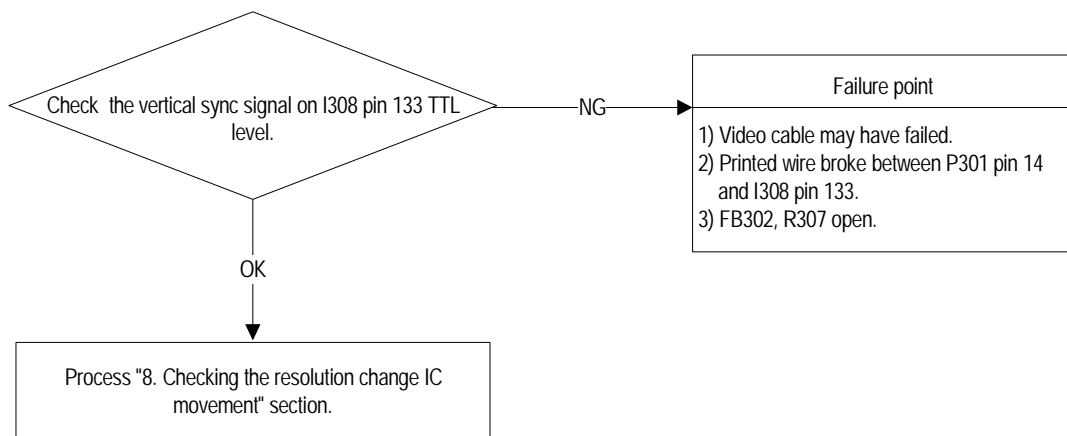 Check the vertical sync signal on I308 pin 133 TTL
level.
NG
Failure point
1) Video cable may have failed.
2) Printed wire broke between P301 pin 14
and I308 pin 133.
3) FB302, R307 open.
OK
Process "8. Checking the resolution change IC
movement" section.